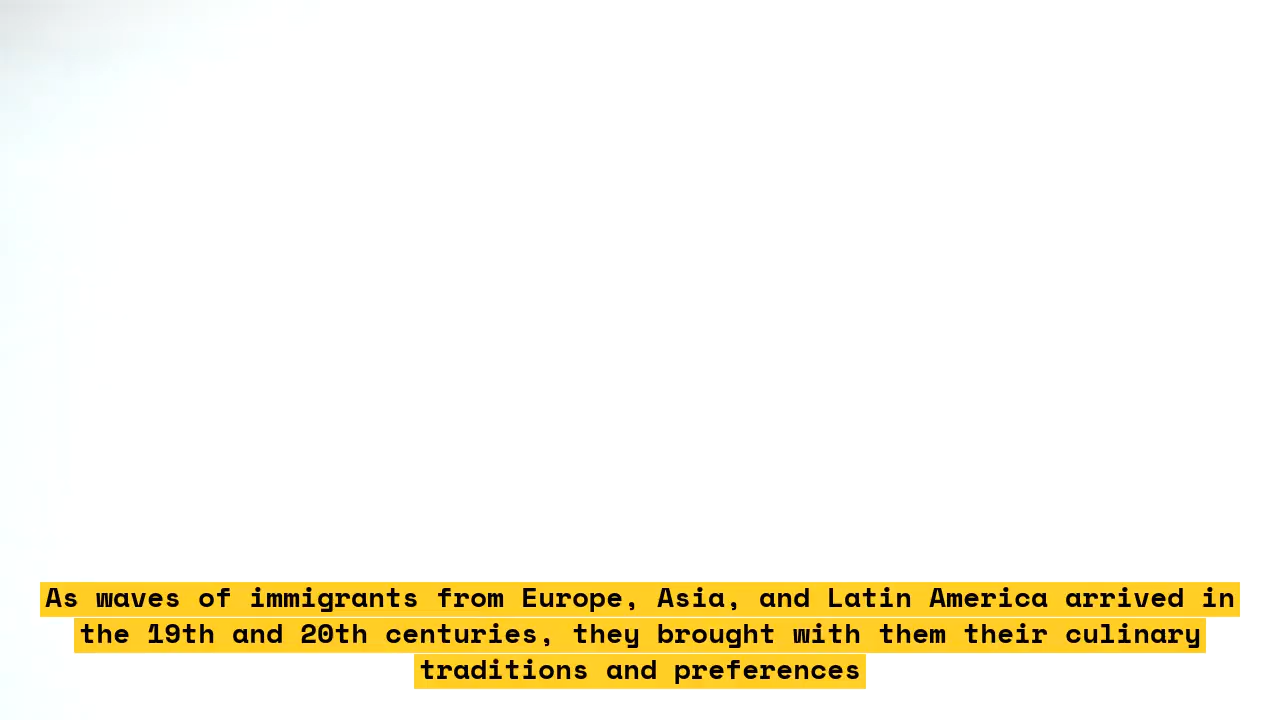 As waves of immigrants from Europe, Asia, and Latin America arrived in
the 19th and 20th centuries, they brought with them their culinary
traditions and preferences